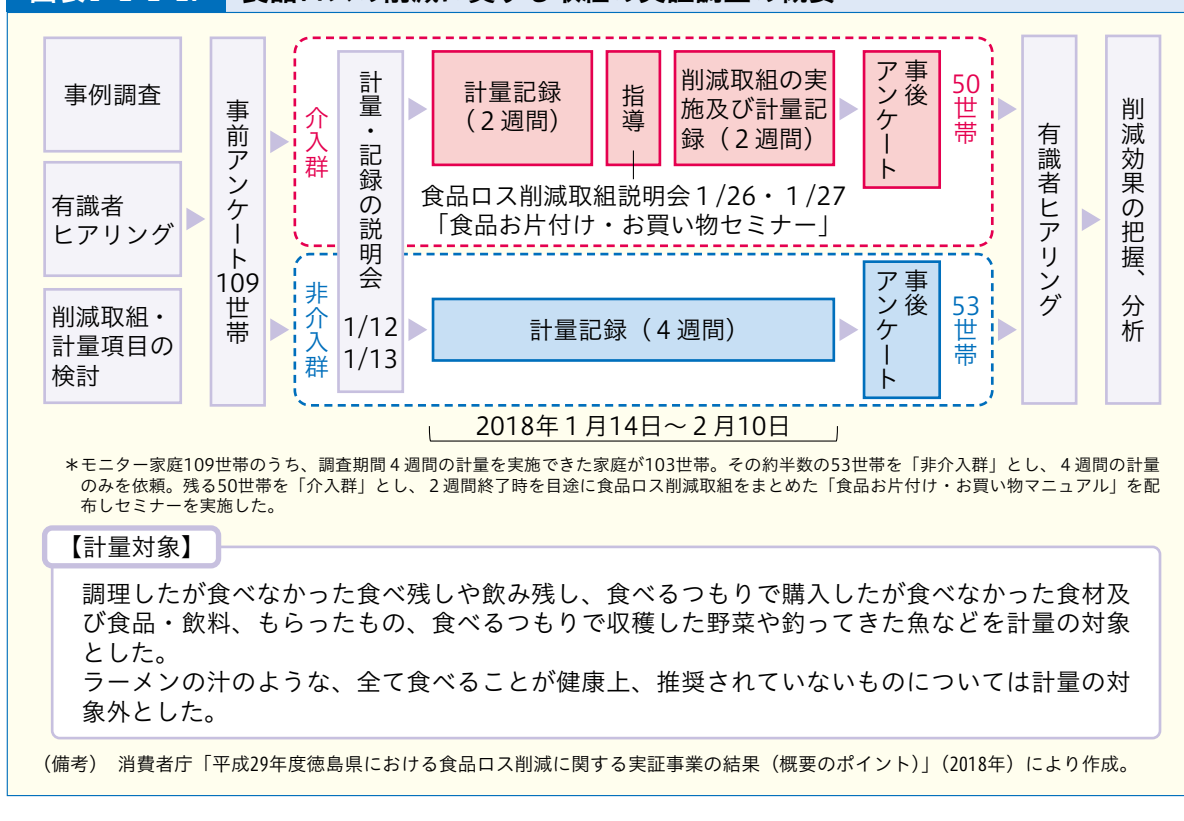 事例調査
有識者
ヒアリング
削減取組・
計量項目の
検討
事前アンケート109世帯
介入群
非介入群
計量・記録の説明会
1/12
1/13
計量記録
（２週間）
指導
削減取組の実
施及び計量記
録（２週間）
事後
アンケート
50世帯
食品ロス削減取組説明会１/26・１/27
「食品お片付け・お買い物セミナー」
計量記録（４週間）
事後
アンケート
53世帯
有識者ヒアリング
削減効果の把握、分析
2018年１月14日～２月10日
＊モニター家庭109世帯のうち、調査期間４週間の計量を実施できた家庭が103世帯。その約半数の53世帯を「非介入群」とし、４週間の計量
のみを依頼。残る50世帯を「介入群」とし、２週間終了時を目途に食品ロス削減取組をまとめた「食品お片付け・お買い物マニュアル」を配
布しセミナーを実施した。
【計量対象】
調理したが食べなかった食べ残しや飲み残し、食べるつもりで購入したが食べなかった食材及
び食品・飲料、もらったもの、食べるつもりで収穫した野菜や釣ってきた魚などを計量の対象
とした。
ラーメンの汁のような、全て食べることが健康上、推奨されていないものについては計量の対
象外とした。
（備考）　消費者庁「平成29年度徳島県における食品ロス削減に関する実証事業の結果（概要のポイント）」（2018年）により作成。